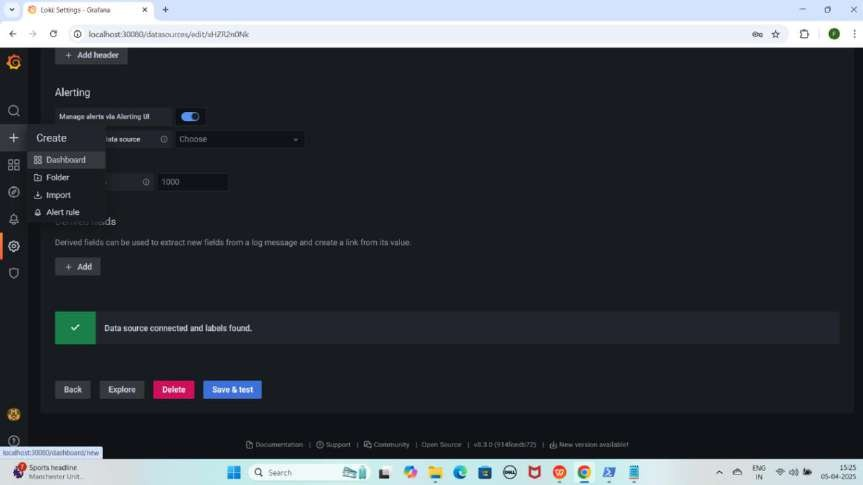 Loki: Settings - Grafana
localhost:30080/datasources/edit/xHZR2n0Nk
+ Add header
Alerting
Manage alerts via Alerting UI
Create
ata source
Choose
Dashboard
Folder
1000
Import
Alert rule
Derived fields
Derived fields can be used to extract new fields from a log message and create a link from its value.
+ Add
Data source connected and labels found.
Back
Explore
Delete
Save & test
Documentation | Support | Community | Open Source | v8.3.0 (914fcedb72) | New version available!
localhost:30080/dashboard/new
Sports headline
Manchester Unit...
Search
DELL
ENG
IN
15:25
05-04-2025